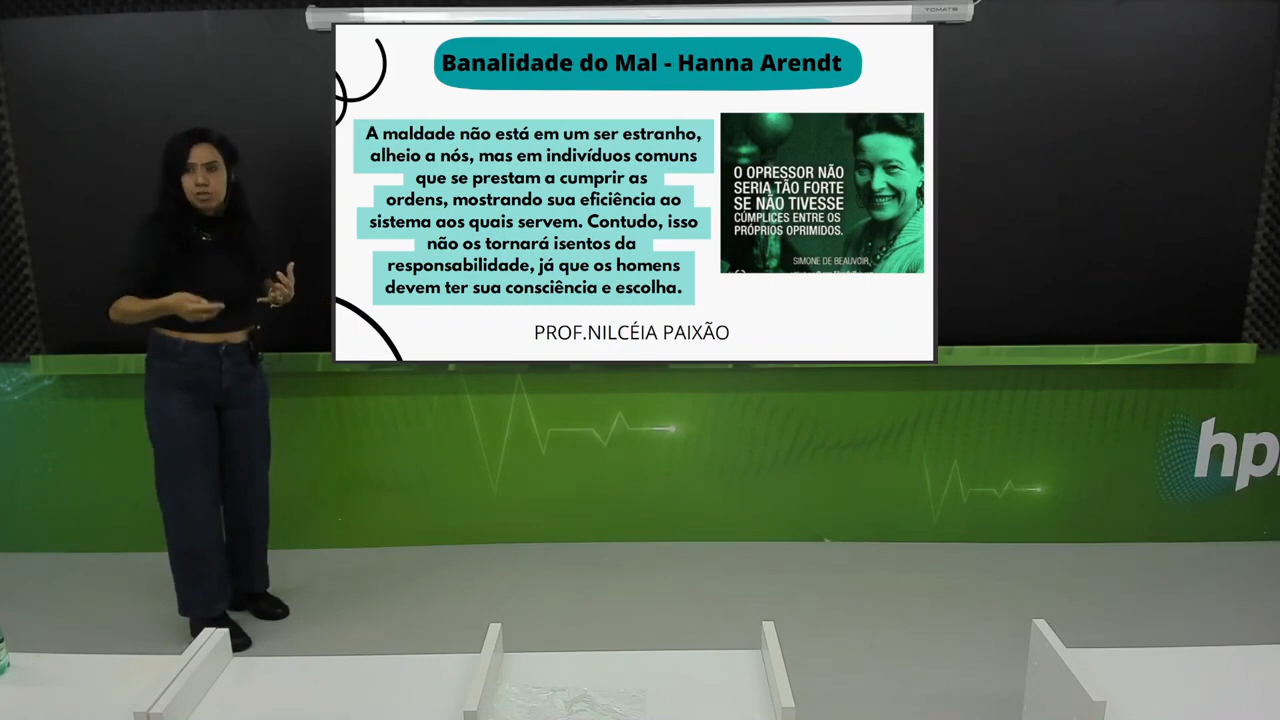 TOMATE
Banalidade do Mal - Hanna Arendt
A maldade não está em um ser estranho,
alheio a nós, mas em indivíduos comuns
que se prestam a cumprir as
ordens, mostrando sua eficiência ao
sistema aos quais servem. Contudo, isso
não os tornará isentos da
responsabilidade, já que os homens
devem ter sua consciência e escolha.
O OPRESSOR NÃO
SERIA TÃO FORTE
SE NÃO TIVESSE
CÚMPLICES ENTRE OS
PRÓPRIOS OPRIMIDOS.
SIMONE DE BEAUVOIR
PROF.NILCÉIA PAIXÃO